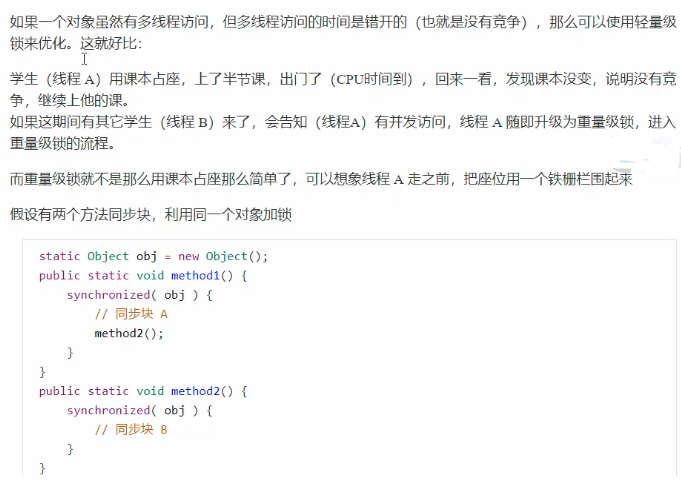 如果一个对象虽然有多线程访问，但多线程访问的时间是错开的（也就是没有竞争），那么可以使用轻量级
锁来优化。这就好比：
学生（线程 A）用课本占座，上了半节课，出门了（CPU时间到），回来一看，发现课本没变，说明没有竞
争，继续上他的课。
如果这期间有其它学生（线程 B）来了，会告知（线程A）有并发访问，线程 A 随即升级为重量级锁，进入
重量级锁的流程。
而重量级锁就不是那么用课本占座那么简单了，可以想象线程 A 走之前，把座位用一个铁栅栏围起来
假设有两个方法同步块，利用同一个对象加锁
static Object obj = new Object();
public static void method1() {
    synchronized( obj ) {
        // 同步块 A
        method2();
    }
}
public static void method2() {
    synchronized( obj ) {
        // 同步块 B
    }
}